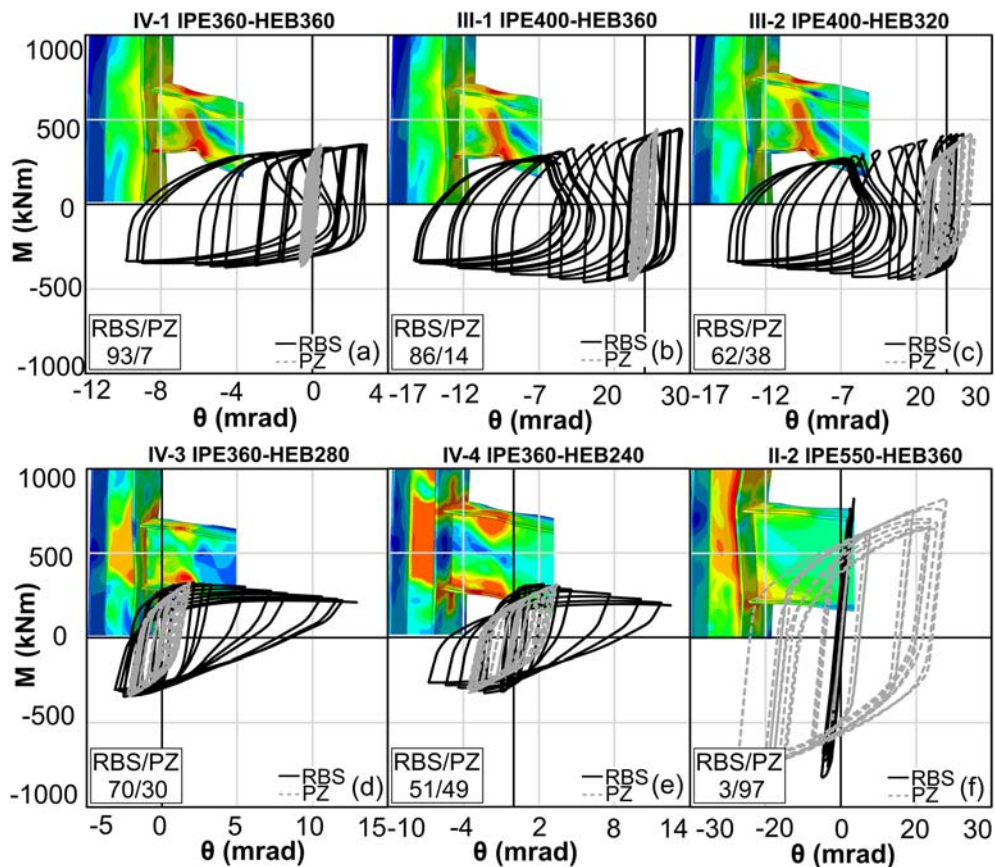 IV-1 IPE360-HEB360
III-1 IPE400-HEB360
III-2 IPE400-HEB320
1000
500
0
-500
-1000
M (kNm)
RBS/PZ
93/7
RBS
PZ
(a)
RBS/PZ
86/14
RBS
PZ
(b)
RBS/PZ
62/38
RBS
PZ
(c)
-12 -8 -4 0 4
-17 -12 -7 20 30
-17 -12 -7 20 30
θ (mrad)
θ (mrad)
θ (mrad)
IV-3 IPE360-HEB280
IV-4 IPE360-HEB240
II-2 IPE550-HEB360
1000
500
0
-500
-1000
M (kNm)
RBS/PZ
70/30
RBS
PZ
(d)
RBS/PZ
51/49
RBS
PZ
(e)
RBS/PZ
3/97
RBS
PZ
(f)
-5 0 5 10 15
-10 -4 2 8 14
-30 -20 0 20 30
θ (mrad)
θ (mrad)
θ (mrad)